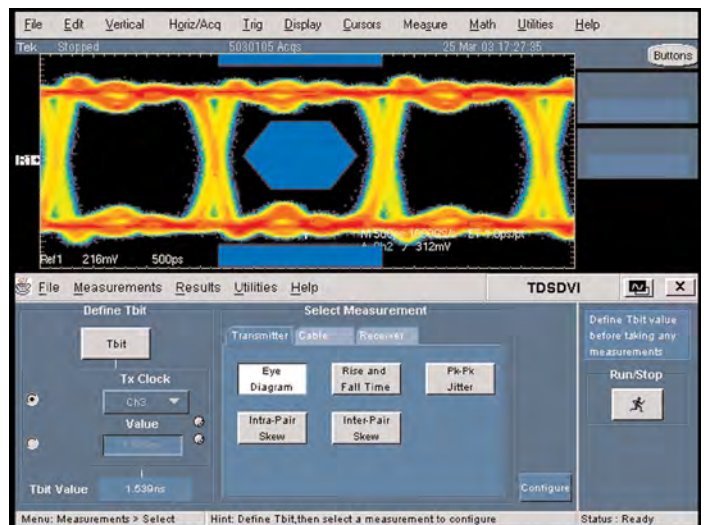 File Edit Vertical Horiz/Acq Trig Display Cursors Measure Math Utilities Help
Tek Stopped 5030105 Acqs 25 Mar 03 17:27:35
Buttons
Ref1 216mV 500ps
312mV
File Measurements Results Utilities Help TDSDVI X
Define Tbit
Tbit
Tx Clock
Ch3
Value
Tbit Value 1.539ns
Select Measurement
Transmitter Cable Receiver
Eye Diagram
Rise and Fall Time
Pk-Pk Jitter
Intra-Pair Skew
Inter-Pair Skew
Configure
Define Tbit value
before taking any
measurements
Run/Stop
Menu: Measurements > Select Hint: Define Tbit,then select a measurement to configure Status : Ready